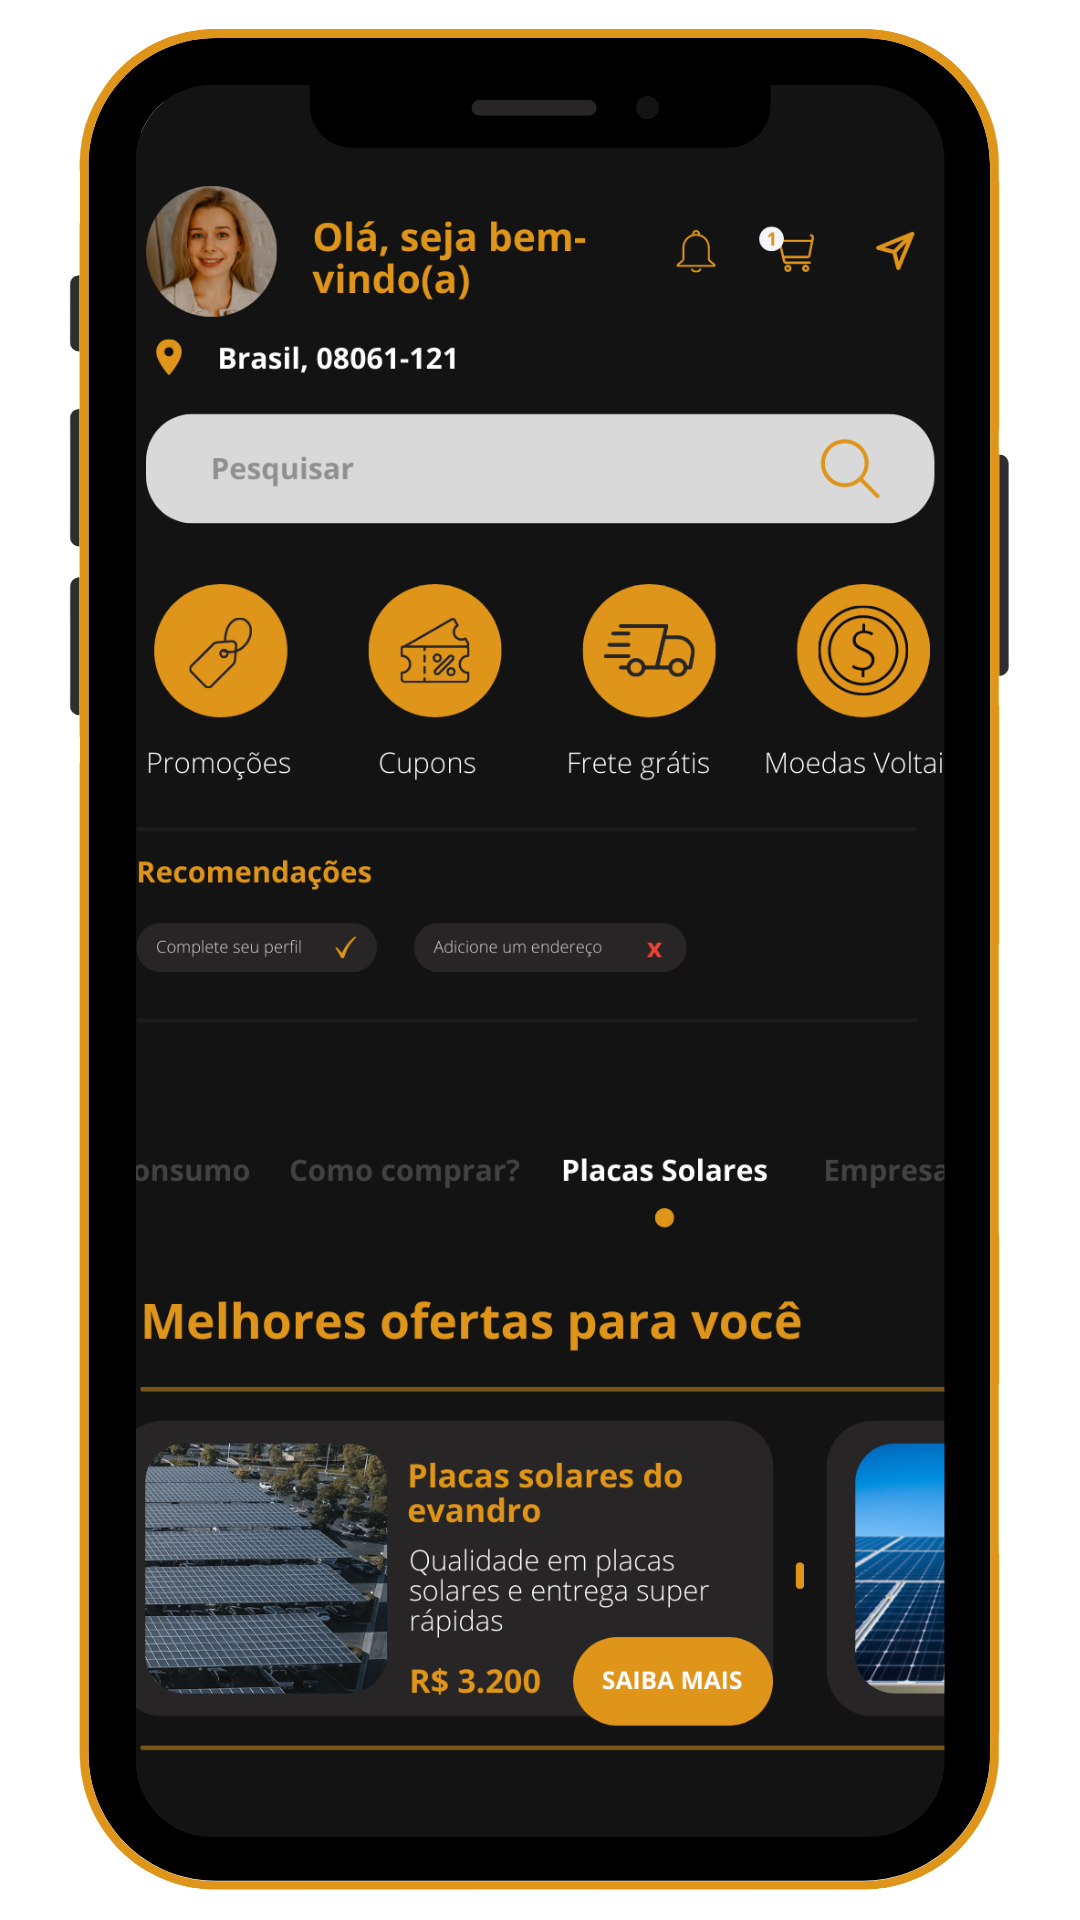 Olá, seja bem-
vindo(a)
1
Brasil, 08061-121
Pesquisar
Promoções
Cupons
Frete grátis
Moedas Voltai
Recomendações
Complete seu perfil
Adicione um endereço
x
onsumo
Como comprar?
Placas Solares
Empresa
Melhores ofertas para você
Placas solares do
evandro
Qualidade em placas
solares e entrega super
rápidas
R$ 3.200
SAIBA MAIS